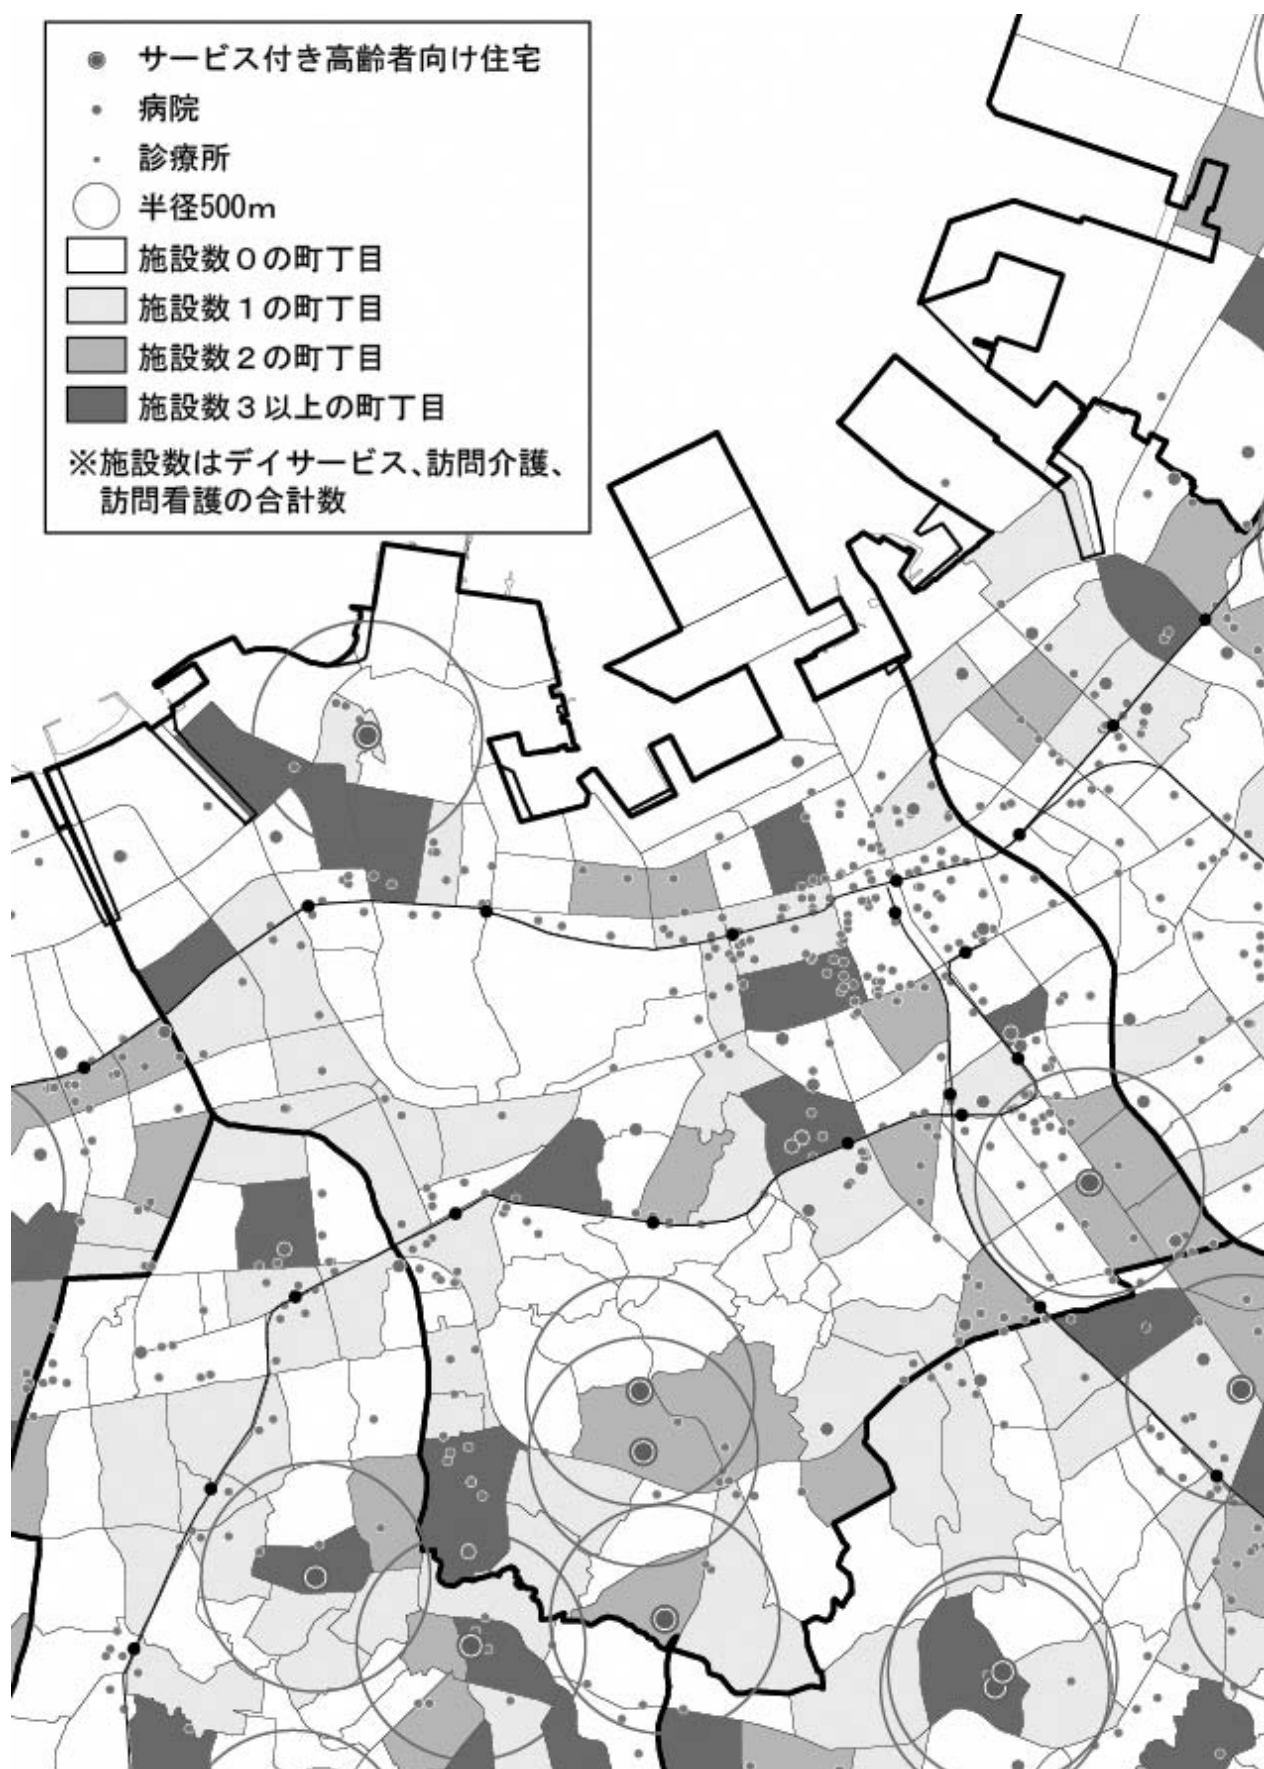 サービス付き高齢者向け住宅
病院
診療所
半径500m
施設数0の町丁目
施設数1の町丁目
施設数2の町丁目
施設数3以上の町丁目
※施設数はデイサービス、訪問介護、
訪問看護の合計数